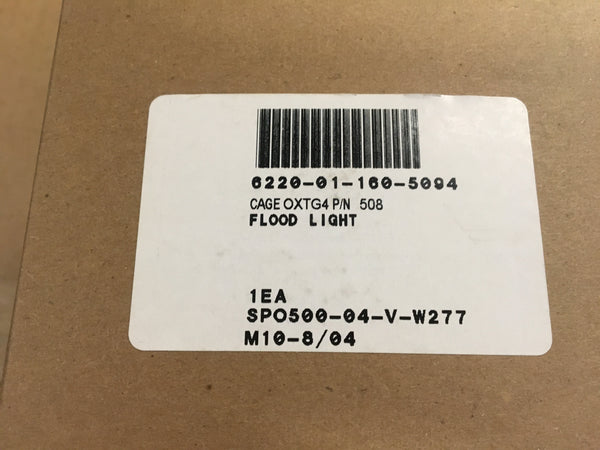 6220-01-160-5094
CAGE OXTG4 P/N 508
FLOOD LIGHT
1EA
SPO500-04-V-W277
M10-8/04